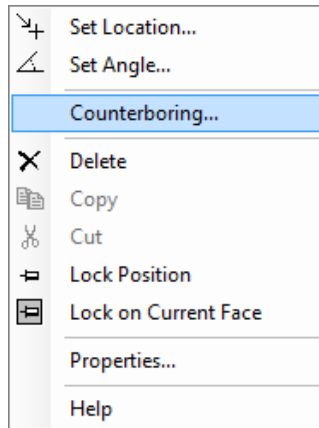 Set Location...
Set Angle...
Counterboring...
Delete
Copy
Cut
Lock Position
Lock on Current Face
Properties...
Help